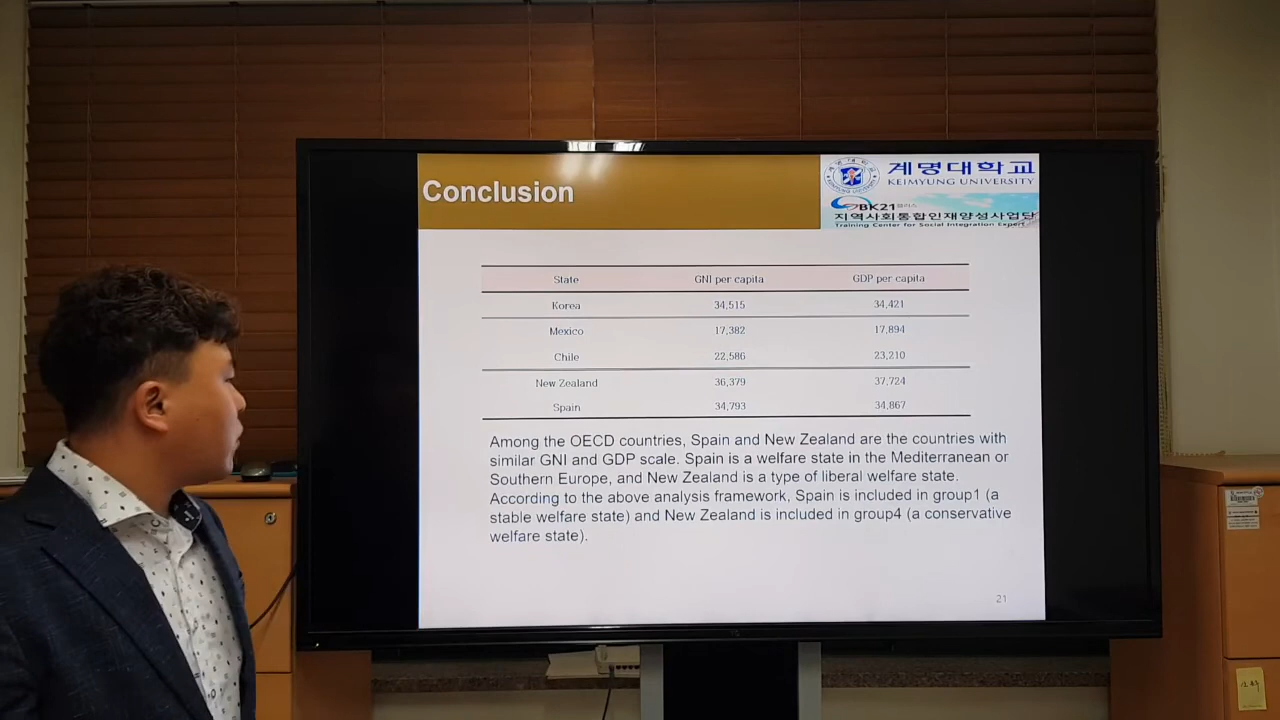 Conclusion
계명대학교
KEIMYUNG UNIVERSITY
BK21 플러스
지역사회통합인재양성사업단
Training Center for Social Integration Expert
State GNI per capita GDP per capita
Korea 34,515 34,421
Mexico 17,382 17,894
Chile 22,586 23,210
New Zealand 36,379 37,724
Spain 34,793 34,867
Among the OECD countries, Spain and New Zealand are the countries with
similar GNI and GDP scale. Spain is a welfare state in the Mediterranean or
Southern Europe, and New Zealand is a type of liberal welfare state.
According to the above analysis framework, Spain is included in group1 (a
stable welfare state) and New Zealand is included in group4 (a conservative
welfare state).
21